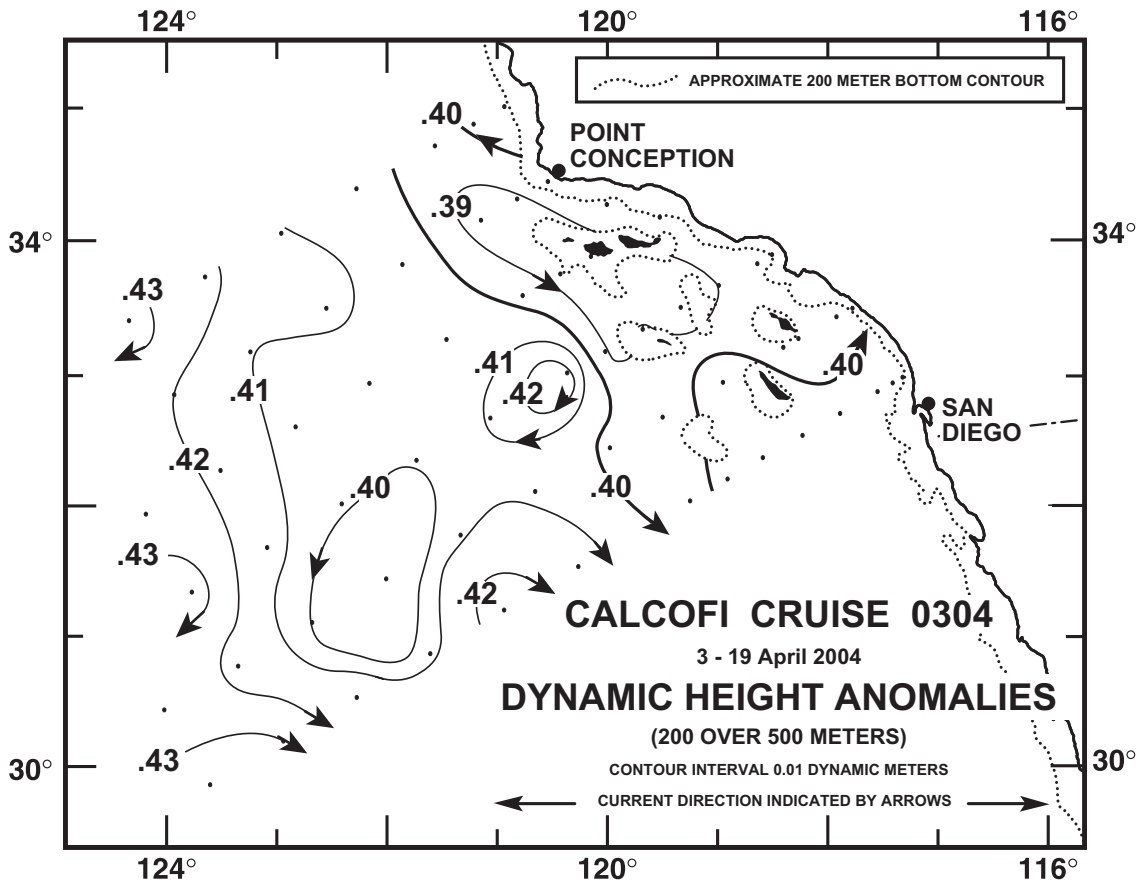 124° 120° 116°
APPROXIMATE 200 METER BOTTOM CONTOUR
.40
POINT
CONCEPTION
.39
34° 34°
.43
.41
.42
.40
.41
SAN
DIEGO
.42
.40
.40
.43
.42
CALCOFI CRUISE 0304
3 - 19 April 2004
DYNAMIC HEIGHT ANOMALIES
(200 OVER 500 METERS)
.43
30° 30°
CONTOUR INTERVAL 0.01 DYNAMIC METERS
CURRENT DIRECTION INDICATED BY ARROWS
124° 120° 116°